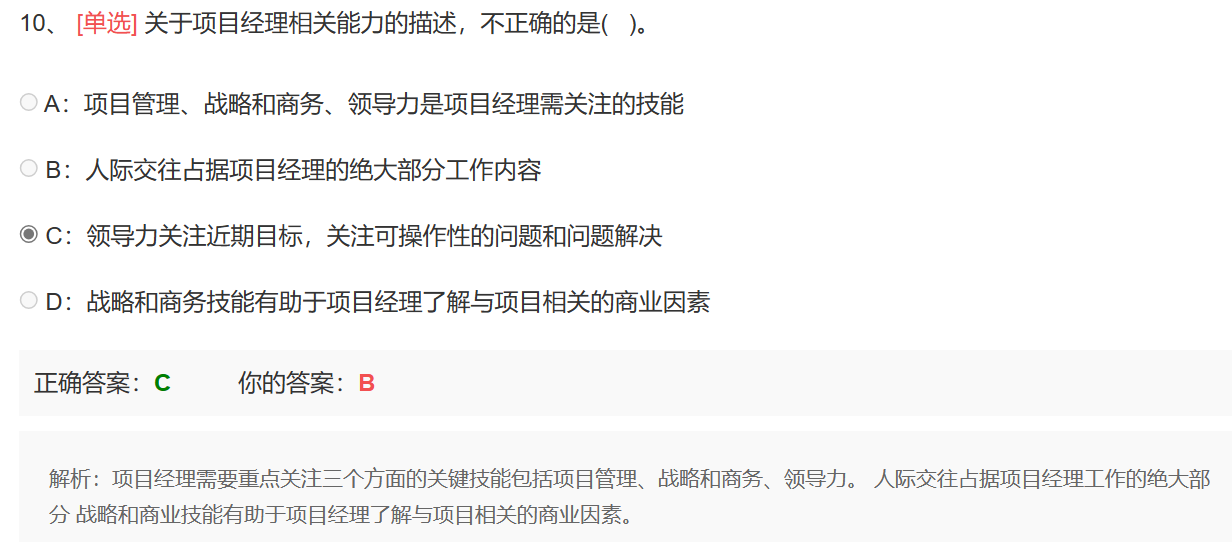 10、 [单选] 关于项目经理相关能力的描述，不正确的是(   )。
A：项目管理、战略和商务、领导力是项目经理需关注的技能
B：人际交往占据项目经理的绝大部分工作内容
C：领导力关注近期目标，关注可操作性的问题和问题解决
D：战略和商务技能有助于项目经理了解与项目相关的商业因素
正确答案：C 你的答案：B
解析：项目经理需要重点关注三个方面的关键技能包括项目管理、战略和商务、领导力。 人际交往占据项目经理工作的绝大部
分 战略和商业技能有助于项目经理了解与项目相关的商业因素。